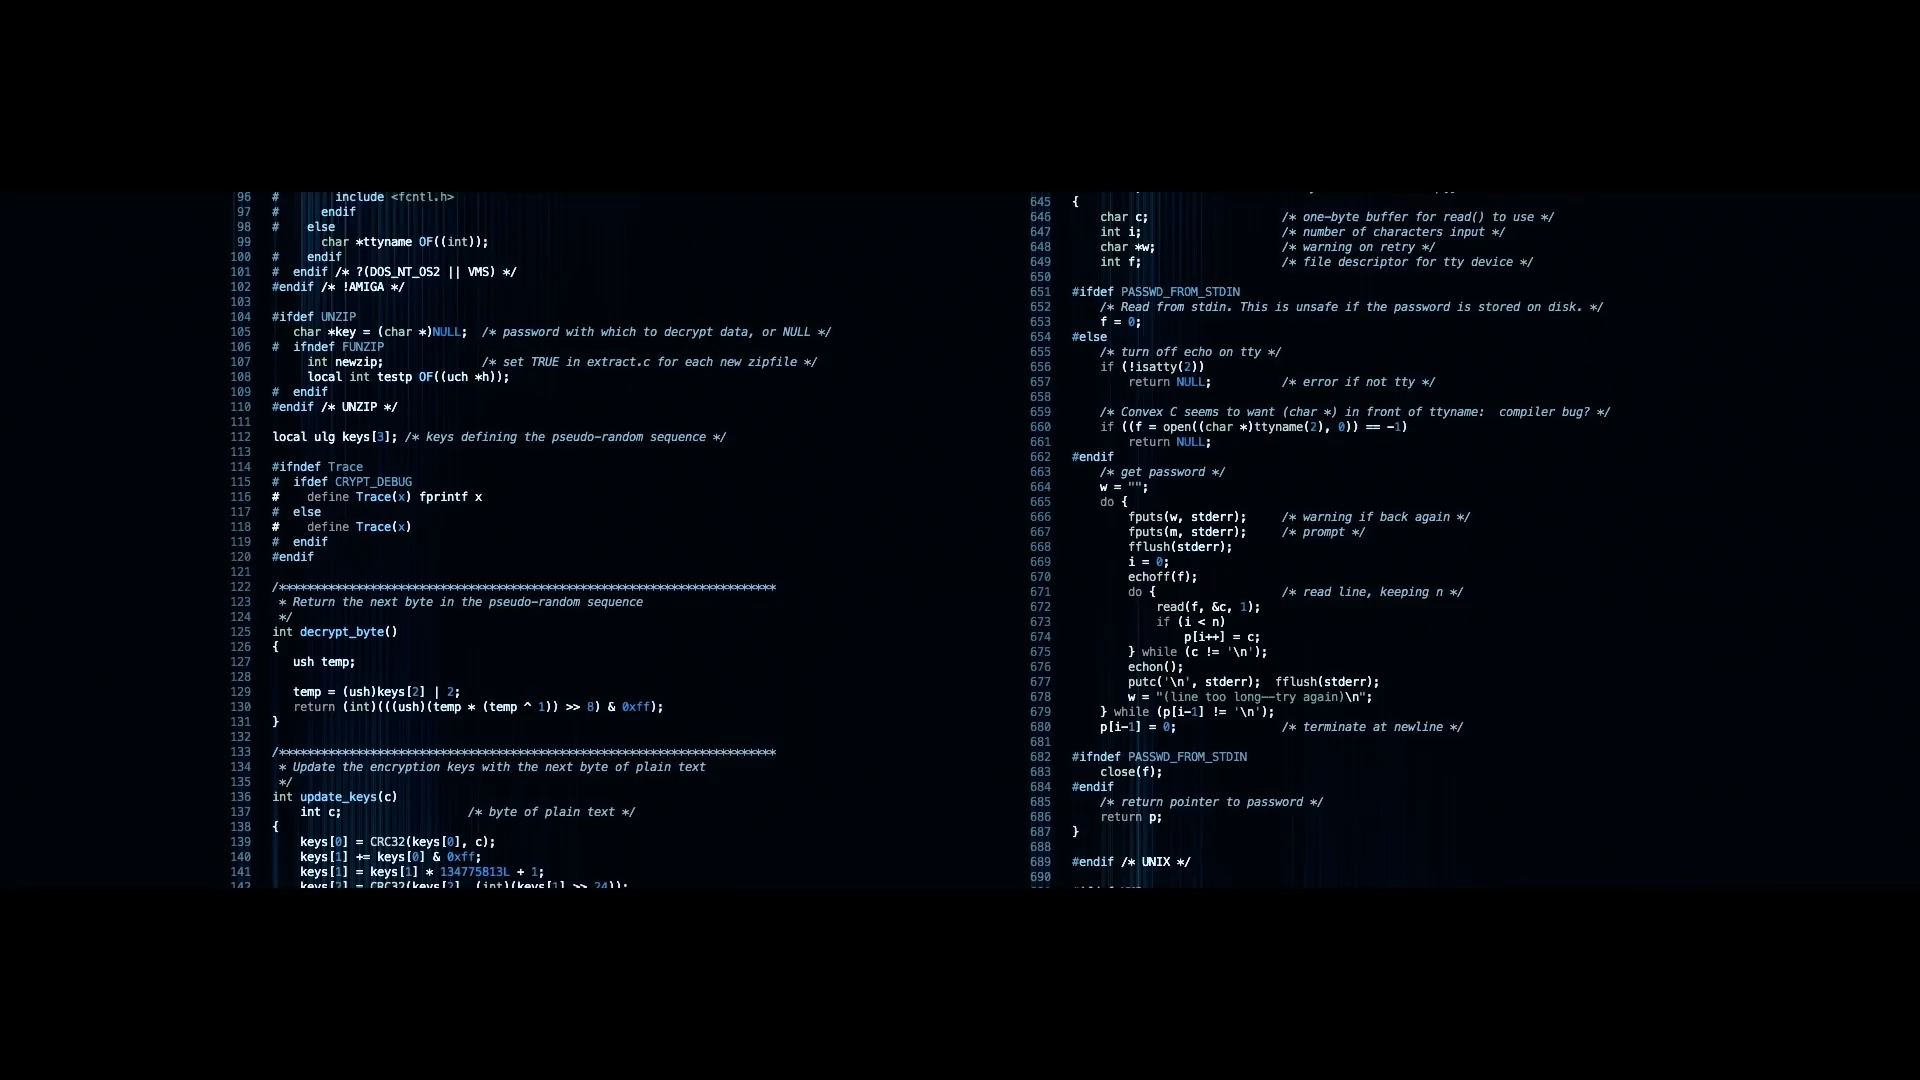 96 #        include <fcntl.h>
97 #      endif
98 #    else
99        char *ttyname OF((int));
100 #    endif
101 #  endif /* ?(DOS_NT_OS2 || VMS) */
102 #endif /* !AMIGA */
103
104 #ifdef UNZIP
105    char *key = (char *)NULL;  /* password with which to decrypt data, or NULL */
106 #  ifndef FUNZIP
107      int newzip;              /* set TRUE in extract.c for each new zipfile */
108      local int testp OF((uch *h));
109 #  endif
110 #endif /* UNZIP */
111
112 local ulg keys[3]; /* keys defining the pseudo-random sequence */
113
114 #ifndef Trace
115 #  ifdef CRYPT_DEBUG
116 #    define Trace(x) fprintf x
117 #  else
118 #    define Trace(x)
119 #  endif
120 #endif
121
122 /***********************************************************************
123  * Return the next byte in the pseudo-random sequence
124  */
125 int decrypt_byte()
126 {
127    ush temp;
128
129    temp = (ush)keys[2] | 2;
130    return (int)(((ush)(temp * (temp ^ 1)) >> 8) & 0xff);
131 }
132
133 /***********************************************************************
134  * Update the encryption keys with the next byte of plain text
135  */
136 int update_keys(c)
137     int c;                  /* byte of plain text */
138 {
139     keys[0] = CRC32(keys[0], c);
140     keys[1] += keys[0] & 0xff;
141     keys[1] = keys[1] * 134775813L + 1;
142     keys[2] = CRC32(keys[2], (int)(keys[1] >> 24));
645 {
646     char c;                   /* one-byte buffer for read() to use */
647     int i;                    /* number of characters input */
648     char *w;                  /* warning on retry */
649     int f;                    /* file descriptor for tty device */
650
651 #ifdef PASSWD_FROM_STDIN
652     /* Read from stdin. This is unsafe if the password is stored on disk. */
653     f = 0;
654 #else
655     /* turn off echo on tty */
656     if (!isatty(2))
657         return NULL;          /* error if not tty */
658
659     /* Convex C seems to want (char *) in front of ttyname:  compiler bug? */
660     if ((f = open((char *)ttyname(2), 0)) == -1)
661         return NULL;
662 #endif
663     /* get password */
664     w = "";
665     do {
666         fputs(w, stderr);     /* warning if back again */
667         fputs(m, stderr);     /* prompt */
668         fflush(stderr);
669         i = 0;
670         echoff(f);
671         do {                  /* read line, keeping n */
672             read(f, &c, 1);
673             if (i < n)
674                 p[i++] = c;
675         } while (c != '\n');
676         echon();
677         putc('\n', stderr);  fflush(stderr);
678         w = "(line too long--try again)\n";
679     } while (p[i-1] != '\n');
680     p[i-1] = 0;               /* terminate at newline */
681
682 #ifndef PASSWD_FROM_STDIN
683     close(f);
684 #endif
685     /* return pointer to password */
686     return p;
687 }
688
689 #endif /* UNIX */
690